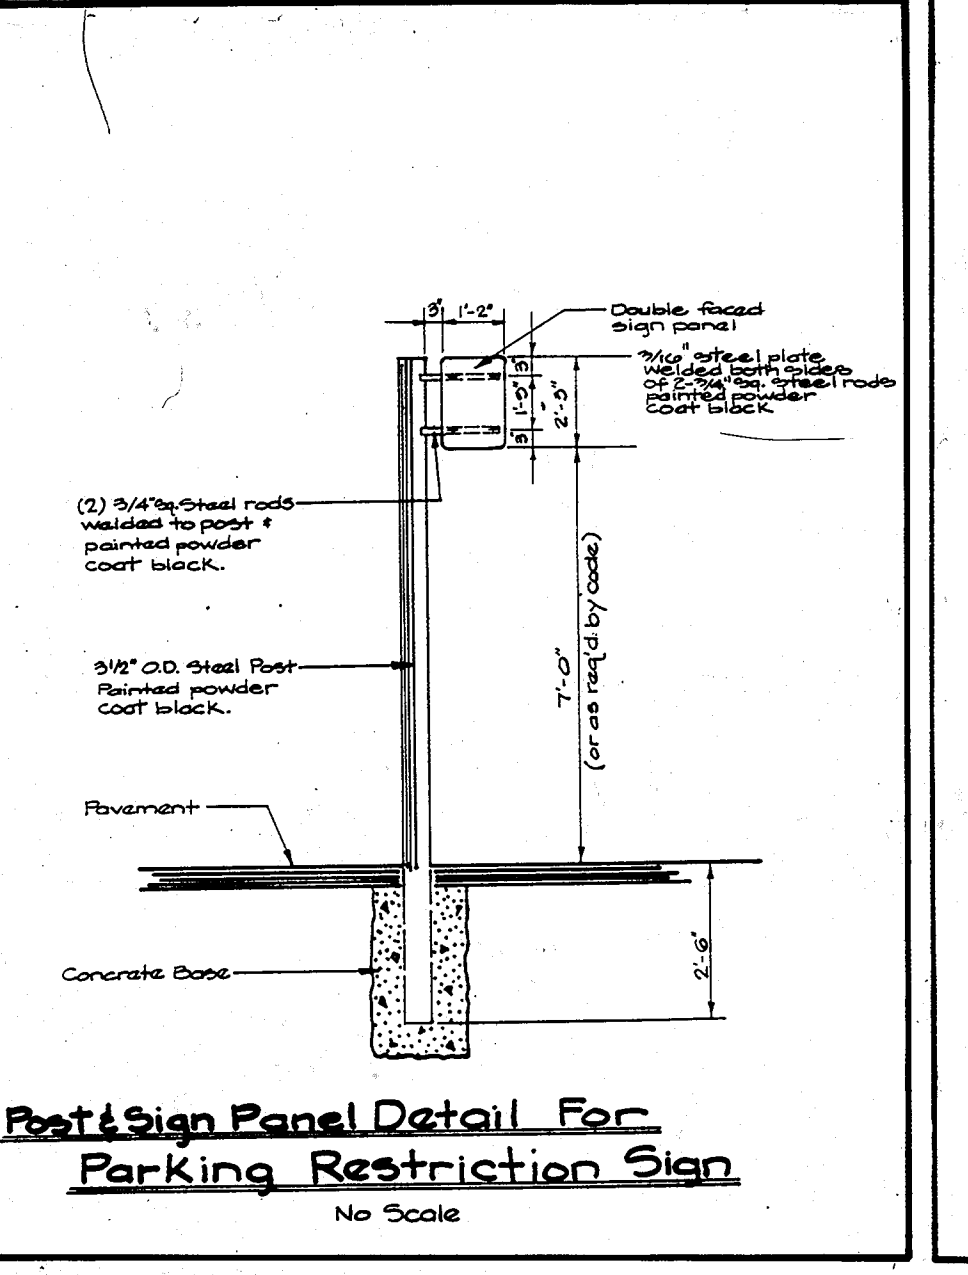 3" 1'-2"
Double faced
sign panel
3/16" steel plate
welded both sides
of 2-3/4" sq. steel rods
painted powder
coat black
3"
1'-3"
3"
2'-3"
(2) 3/4" sq. Steel rods
welded to post &
painted powder
coat black.
7'-0"
(or as req'd. by code)
3 1/2" O.D. Steel Post
Painted powder
coat black.
Pavement
2'-6"
Concrete Base
Post & Sign Panel Detail For
Parking Restriction Sign
No Scale